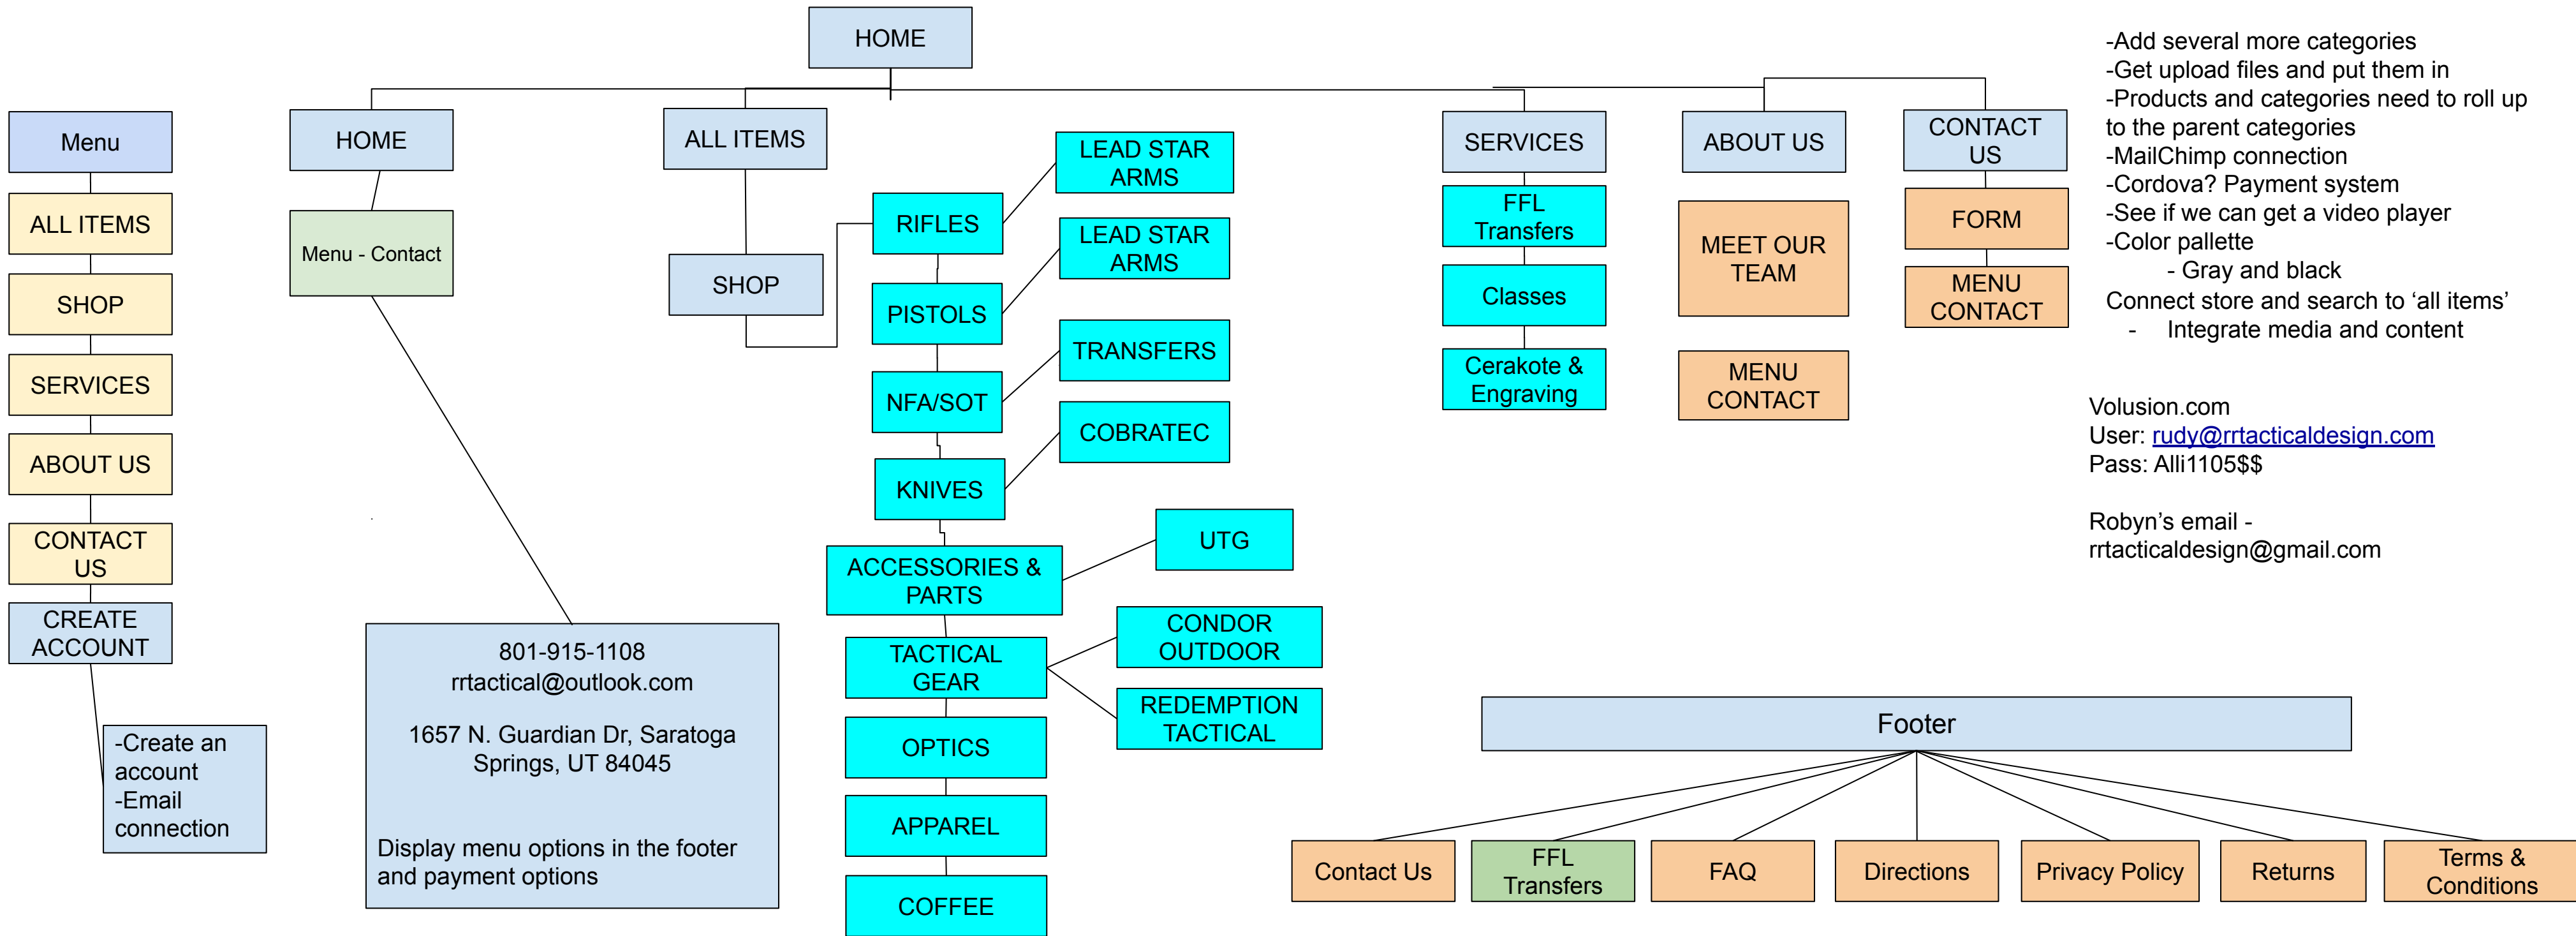 HOME
Menu
ALL ITEMS
SHOP
SERVICES
ABOUT US
CONTACT
US
CREATE
ACCOUNT
-Create an
account
-Email
connection
HOME
Menu - Contact
801-915-1108
rrtactical@outlook.com
1657 N. Guardian Dr, Saratoga
Springs, UT 84045
Display menu options in the footer
and payment options
ALL ITEMS
SHOP
RIFLES
LEAD STAR
ARMS
PISTOLS
LEAD STAR
ARMS
NFA/SOT
TRANSFERS
KNIVES
COBRATEC
ACCESSORIES &
PARTS
UTG
TACTICAL
GEAR
CONDOR
OUTDOOR
REDEMPTION
TACTICAL
OPTICS
APPAREL
COFFEE
SERVICES
FFL
Transfers
Classes
Cerakote &
Engraving
ABOUT US
MEET OUR
TEAM
MENU
CONTACT
CONTACT
US
FORM
MENU
CONTACT
-Add several more categories
-Get upload files and put them in
-Products and categories need to roll up
to the parent categories
-MailChimp connection
-Cordova? Payment system
-See if we can get a video player
-Color pallette
- Gray and black
Connect store and search to ‘all items’
- Integrate media and content
Volusion.com
User: rudy@rrtacticaldesign.com
Pass: Alli1105$$
Robyn’s email -
rrtacticaldesign@gmail.com
Footer
Contact Us
FFL
Transfers
FAQ
Directions
Privacy Policy
Returns
Terms &
Conditions